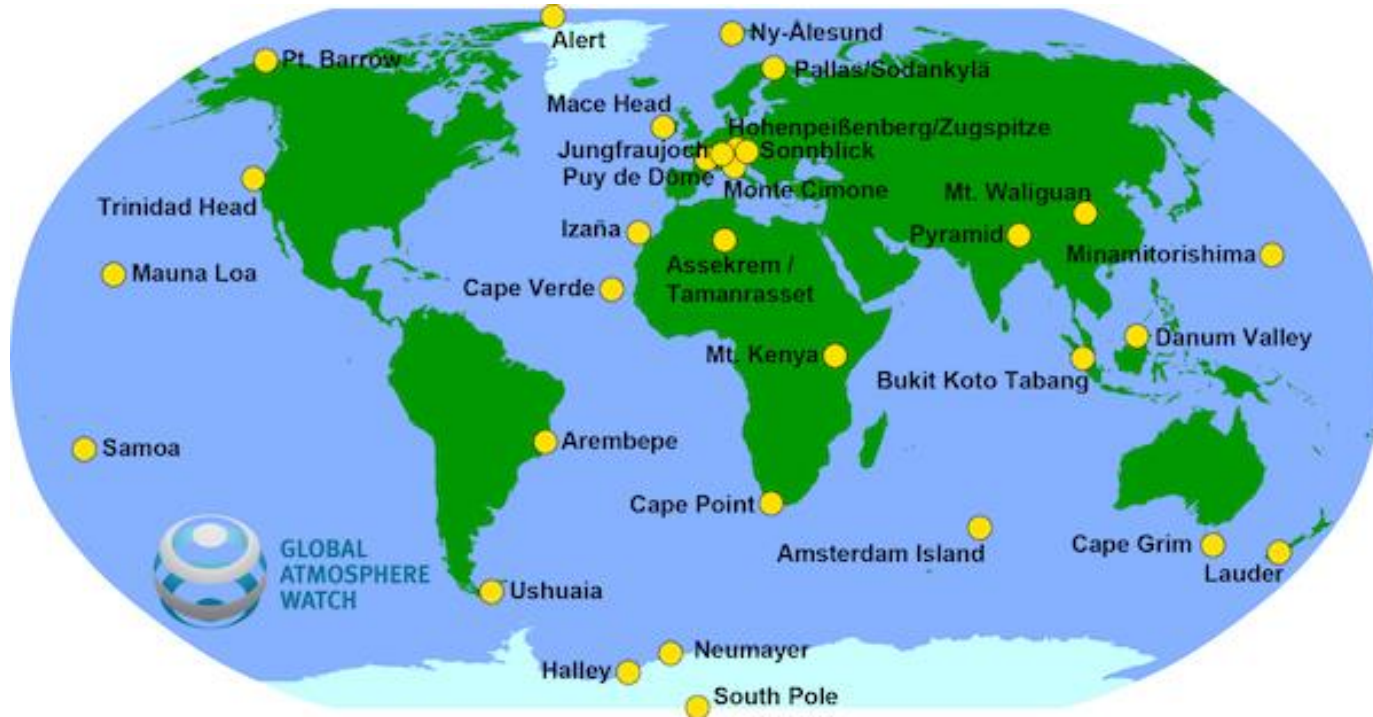 Alert
Ny-Ålesund
Pt. Barrow
Pallas/Sodankylä
Mace Head
Hohenpeißenberg/Zugspitze
Jungfraujoch
Sonnblick
Puy de Dôme
Monte Cimone
Mt. Waliguan
Trinidad Head
Izaña
Pyramid
Minamitorishima
Mauna Loa
Assekrem /
Tamanrasset
Cape Verde
Danum Valley
Mt. Kenya
Bukit Koto Tabang
Samoa
Arembepe
Cape Point
Amsterdam Island
Cape Grim
Lauder
GLOBAL
ATMOSPHERE
WATCH
Ushuaia
Neumayer
Halley
South Pole